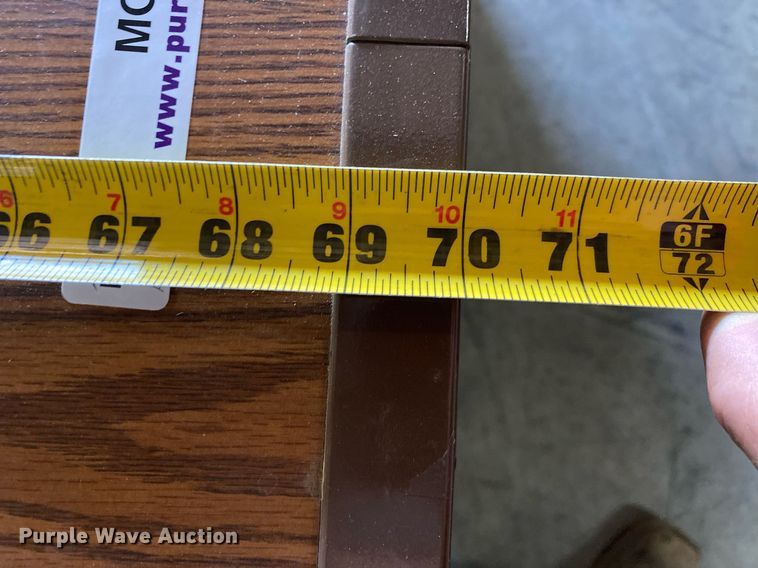 MO
www.pur
6 7 8 9 10 11
66 67 68 69 70 71 6F
72
Purple Wave Auction